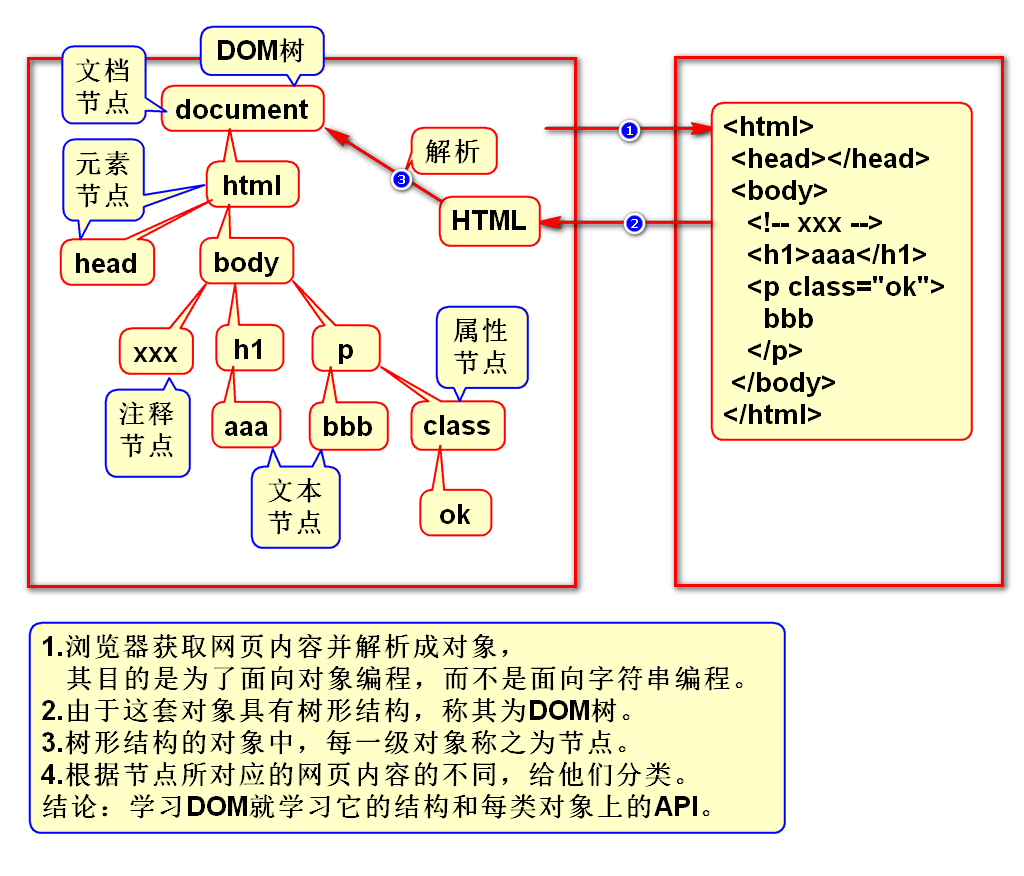 DOM树
文档
节点
document
解析
元素
节点
html
HTML
head
body
属性
节点
xxx
h1
p
注释
节点
aaa
bbb
class
文本
节点
ok
1
2
3
<html>
<head></head>
<body>
<!-- xxx -->
<h1>aaa</h1>
<p class="ok">
bbb
</p>
</body>
</html>
1.浏览器获取网页内容并解析成对象，
其目的是为了面向对象编程，而不是面向字符串编程。
2.由于这套对象具有树形结构，称其为DOM树。
3.树形结构的对象中，每一级对象称之为节点。
4.根据节点所对应的网页内容的不同，给他们分类。
结论：学习DOM就学习它的结构和每类对象上的API。